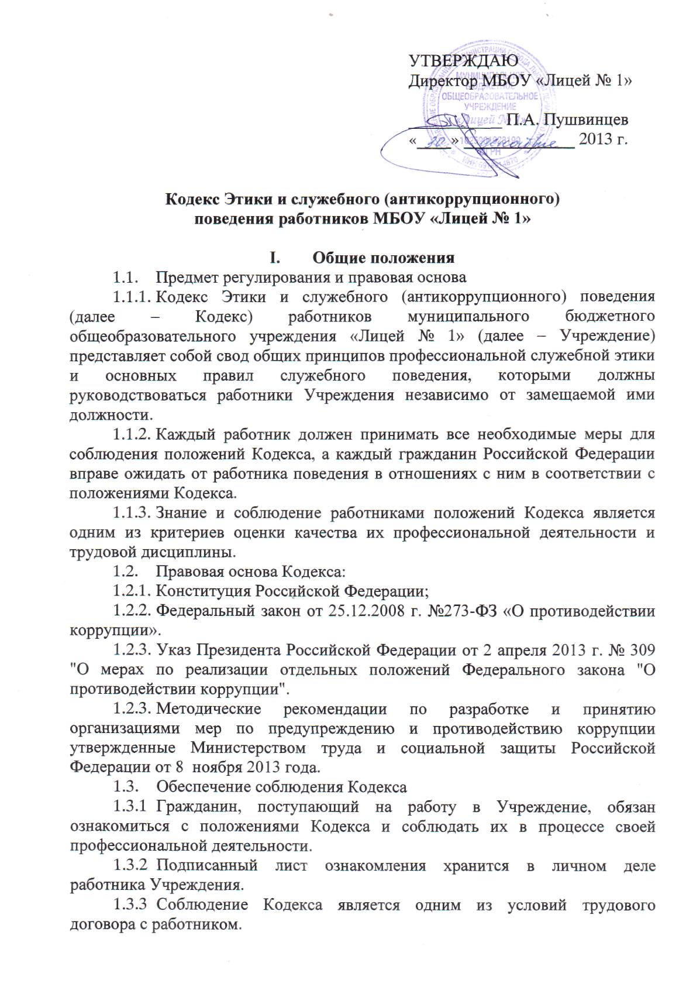 УТВЕРЖДАЮ
Директор МБОУ «Лицей № 1»
МУНИЦИПАЛЬНОЕ
БЮДЖЕТНОЕ
ОБЩЕОБРАЗОВАТЕЛЬНОЕ
УЧРЕЖДЕНИЕ
«Лицей № 1»
ОГРН
____________ П.А. Пушвинцев
«30» декабря 2013 г.
Кодекс Этики и служебного (антикоррупционного)
поведения работников МБОУ «Лицей № 1»
I. Общие положения
1.1. Предмет регулирования и правовая основа
1.1.1. Кодекс Этики и служебного (антикоррупционного) поведения
(далее – Кодекс) работников муниципального бюджетного
общеобразовательного учреждения «Лицей № 1» (далее – Учреждение)
представляет собой свод общих принципов профессиональной служебной этики
и основных правил служебного поведения, которыми должны
руководствоваться работники Учреждения независимо от замещаемой ими
должности.
1.1.2. Каждый работник должен принимать все необходимые меры для
соблюдения положений Кодекса, а каждый гражданин Российской Федерации
вправе ожидать от работника поведения в отношениях с ним в соответствии с
положениями Кодекса.
1.1.3. Знание и соблюдение работниками положений Кодекса является
одним из критериев оценки качества их профессиональной деятельности и
трудовой дисциплины.
1.2. Правовая основа Кодекса:
1.2.1. Конституция Российской Федерации;
1.2.2. Федеральный закон от 25.12.2008 г. №273-ФЗ «О противодействии
коррупции».
1.2.3. Указ Президента Российской Федерации от 2 апреля 2013 г. № 309
"О мерах по реализации отдельных положений Федерального закона "О
противодействии коррупции".
1.2.3. Методические рекомендации по разработке и принятию
организациями мер по предупреждению и противодействию коррупции
утвержденные Министерством труда и социальной защиты Российской
Федерации от 8 ноября 2013 года.
1.3. Обеспечение соблюдения Кодекса
1.3.1 Гражданин, поступающий на работу в Учреждение, обязан
ознакомиться с положениями Кодекса и соблюдать их в процессе своей
профессиональной деятельности.
1.3.2 Подписанный лист ознакомления хранится в личном деле
работника Учреждения.
1.3.3 Соблюдение Кодекса является одним из условий трудового
договора с работником.